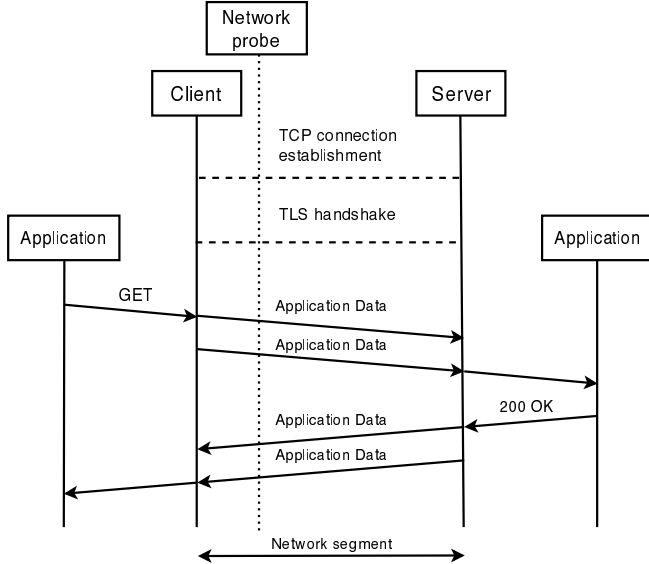 Network
probe
Client
Server
TCP connection
establishment
TLS handshake
Application
Application
GET
Application Data
Application Data
200 OK
Application Data
Application Data
Network segment